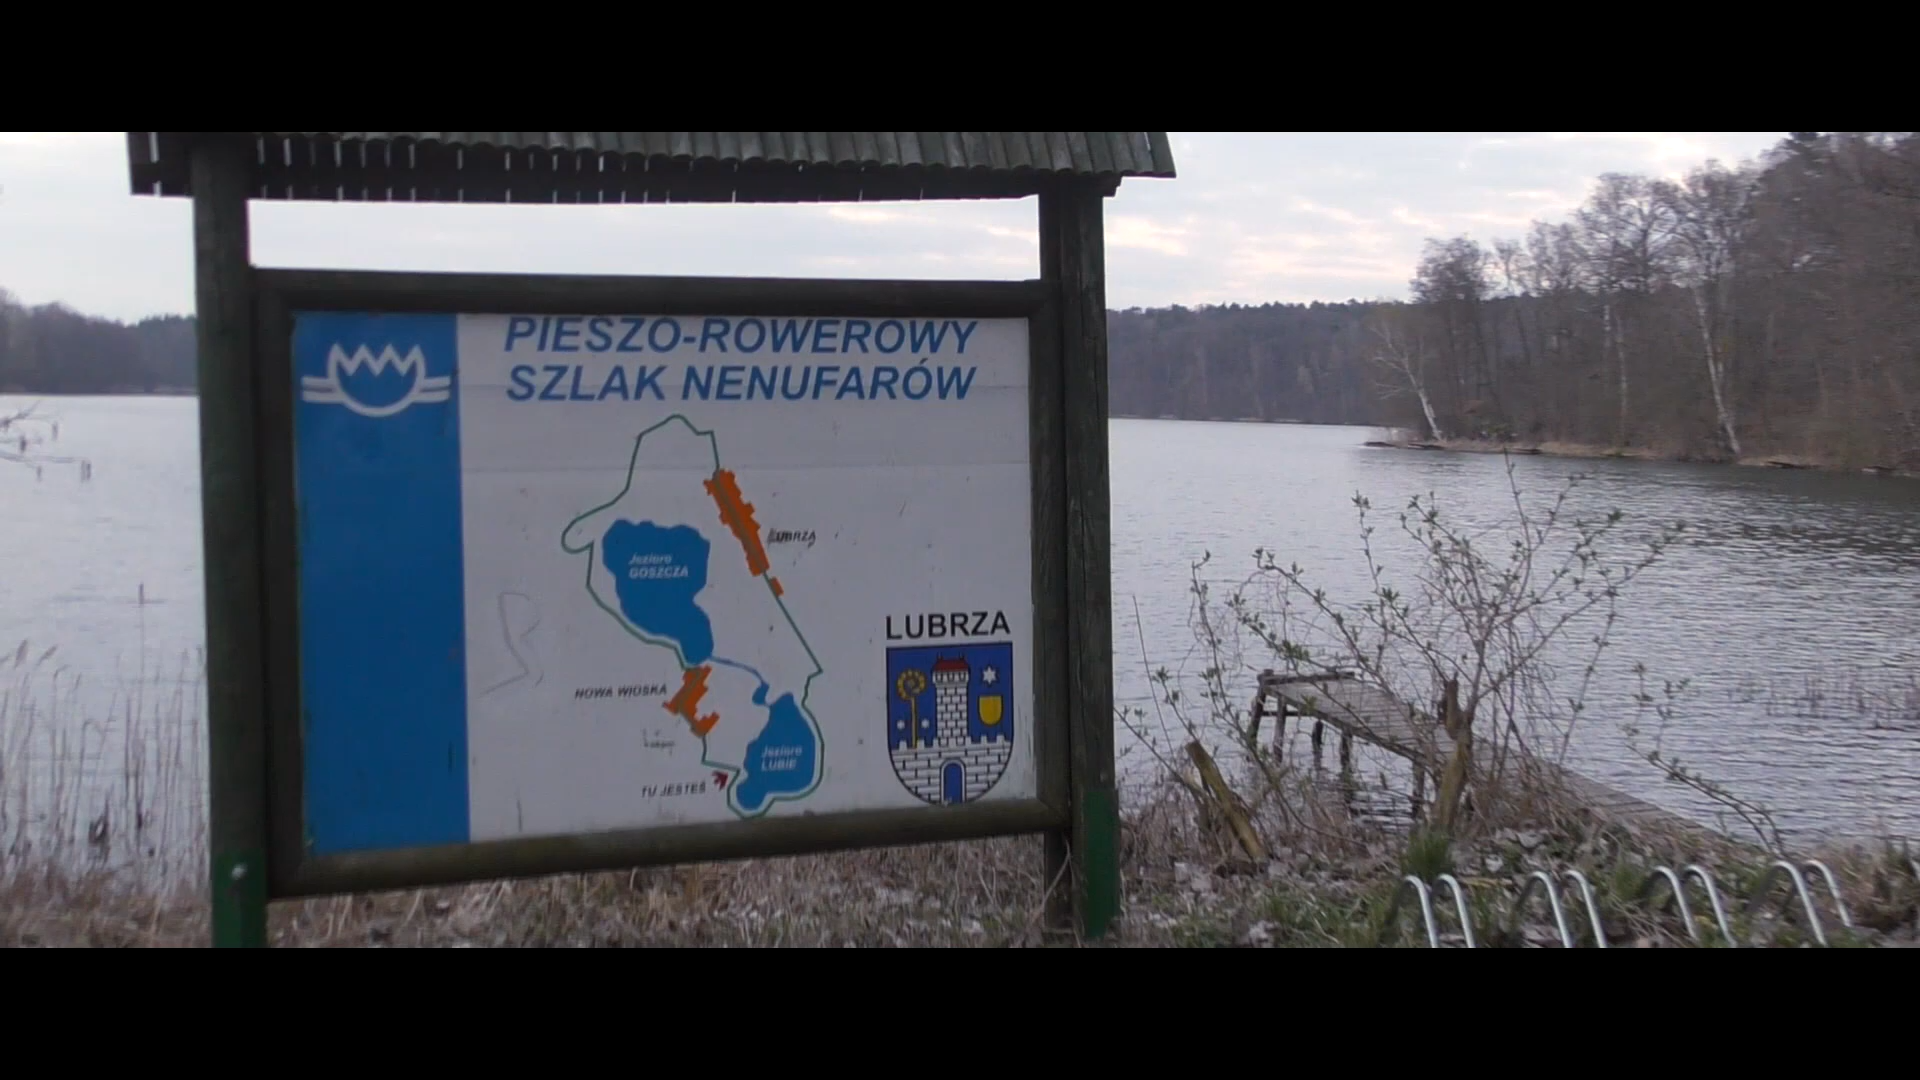 PIESZO-ROWEROWY
SZLAK NENUFARÓW
LUBRZA
Jezioro
GOSZCZA
LUBRZA
NOWA WIOSKA
Jezioro
LUBIE
TU JESTEŚ